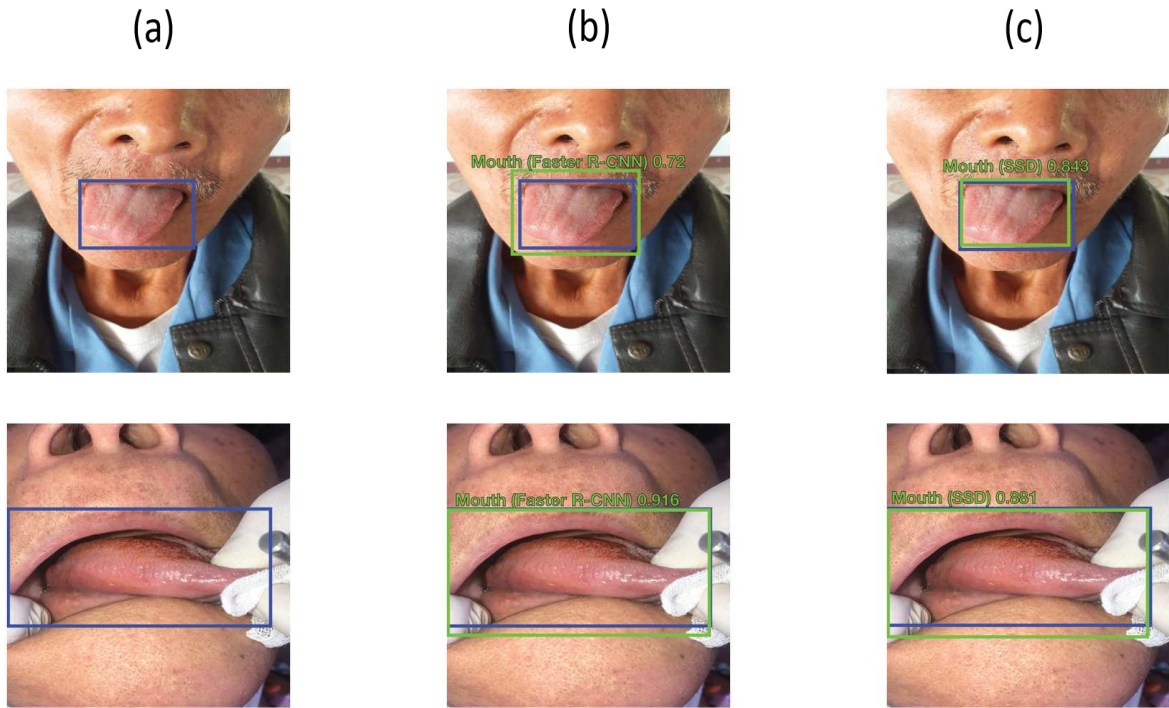 (a)
(b)
(c)
Mouth (Faster R-CNN) 0.72
Mouth (SSD) 0.843
Mouth (Faster R-CNN) 0.916
Mouth (SSD) 0.881